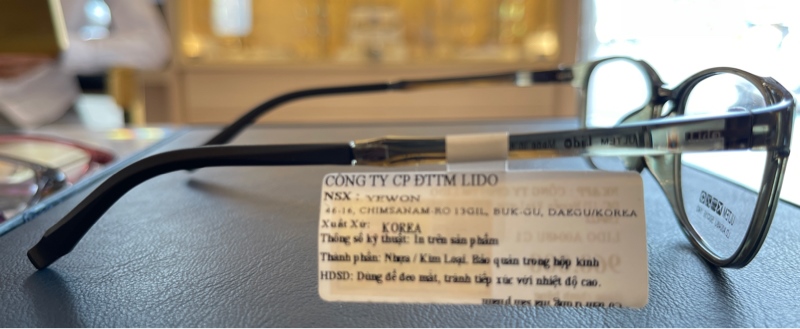 CÔNG TY CP ĐTTM LIDO
NSX : YEWON
46-16, CHIMSANAM RO 13GIL, BUK-GU, DAEGU/KOREA
Xuất Xứ: KOREA
Thông số kỹ thuật: In trên sản phẩm
Thành phần: Nhựa / Kim Loại. Bảo quản trong hộp kính
HDSD: Dùng để đeo mắt, tránh tiếp xúc với nhiệt độ cao.